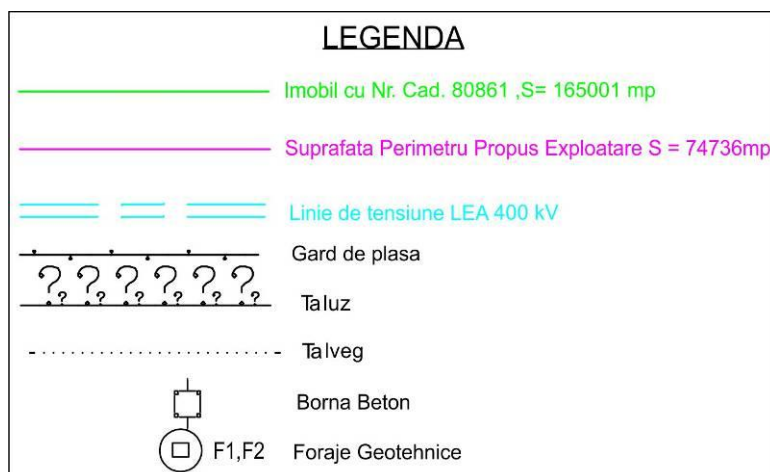 LEGENDA
Imobil cu Nr. Cad. 80861 ,S= 165001 mp
Suprafata Perimetru Propus Exploatare S = 74736mp
Linie de tensiune LEA 400 kV
Gard de plasa
? ? ? ? ? ?
? ? ? ? ? ?
Taluz
Talveg
Borna Beton
F1,F2 Foraje Geotehnice